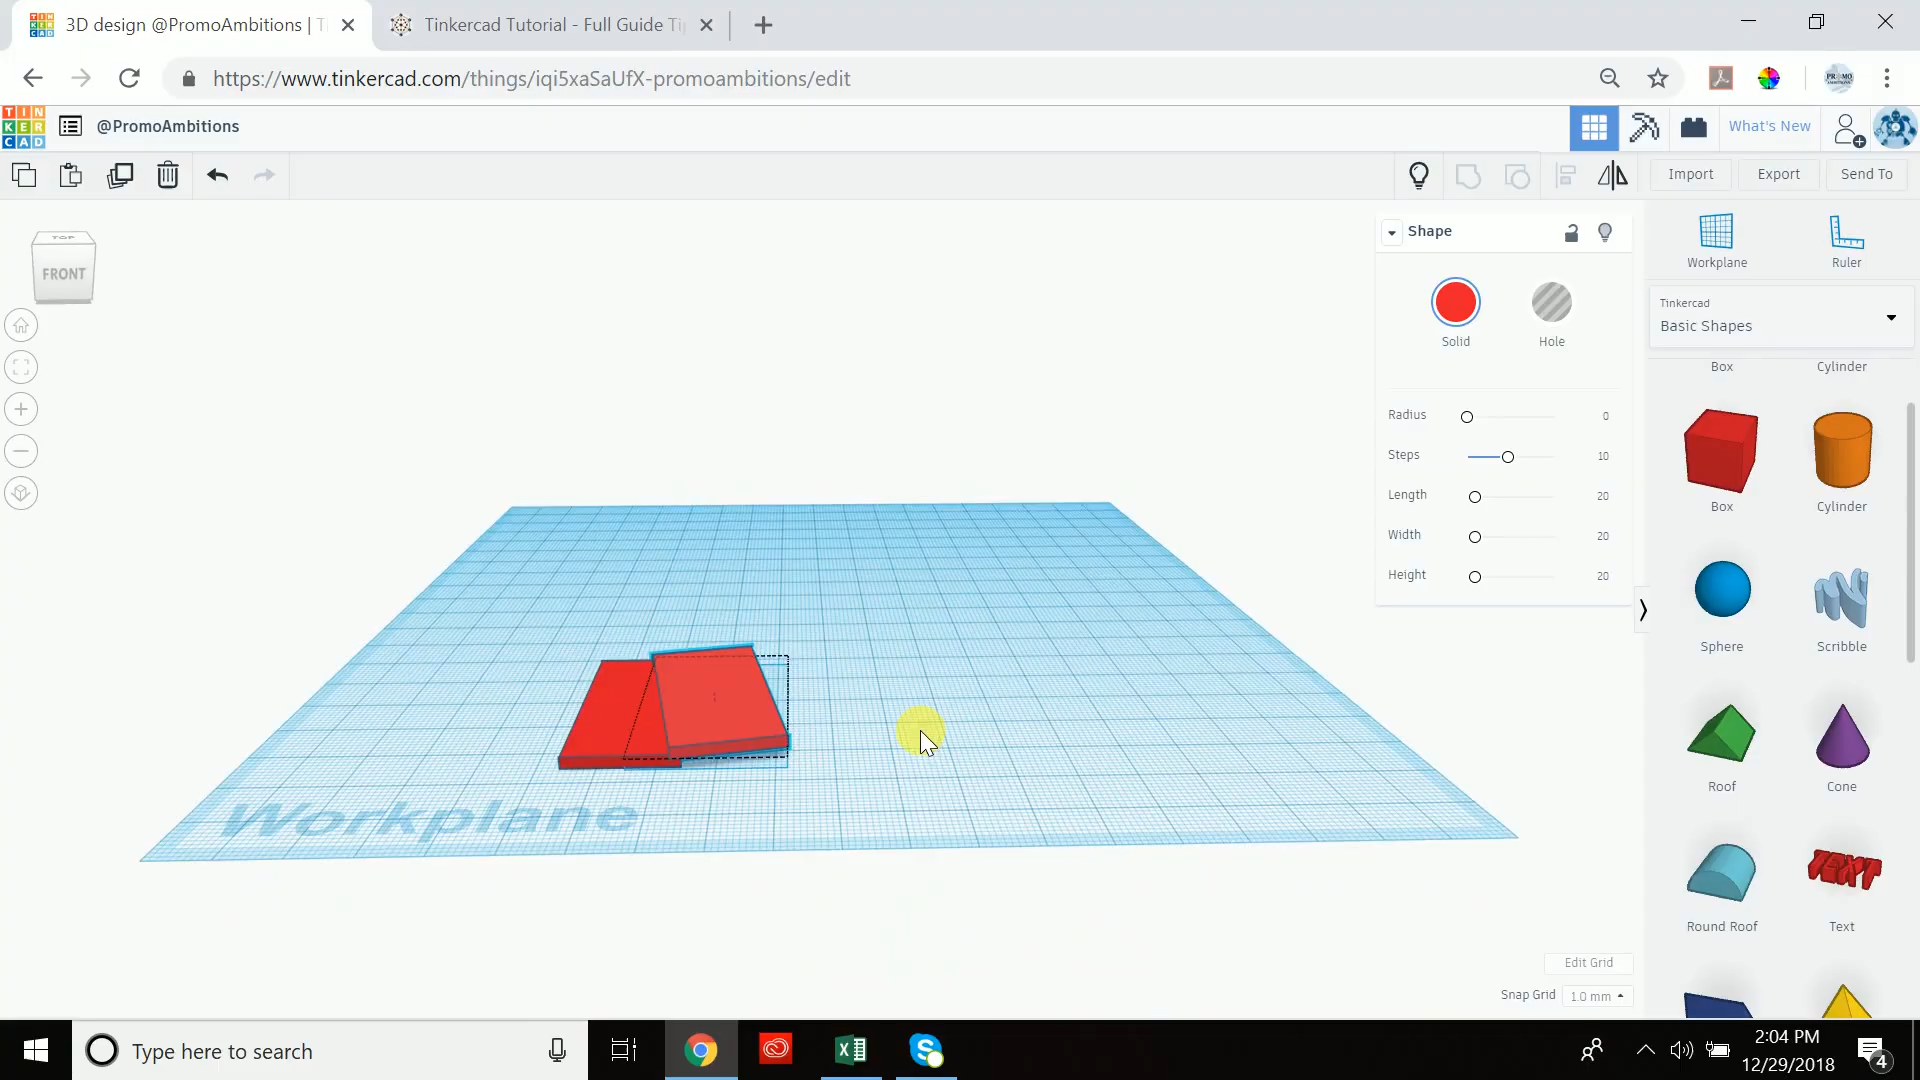 3D design @PromoAmbitions | T
Tinkercad Tutorial - Full Guide Ti
https://www.tinkercad.com/things/iqi5xaSaUfX-promoambitions/edit
PROMO
TIN
KER
CAD
@PromoAmbitions
What's New
Import
Export
Send To
TOP
FRONT
Shape
Solid
Hole
Radius 0
Steps 10
Length 20
Width 20
Height 20
Workplane
Ruler
Tinkercad
Basic Shapes
Box
Cylinder
Box
Cylinder
Sphere
Scribble
Roof
Cone
TEXT
Round Roof
Text
Workplane
Edit Grid
Snap Grid 1.0 mm
Type here to search
2:04 PM
12/29/2018
4